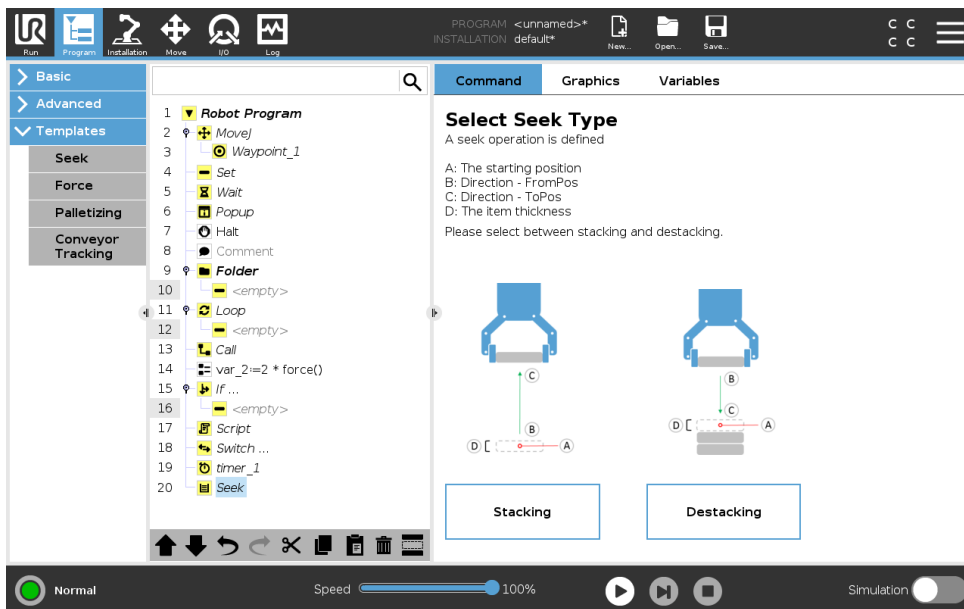 UR
PROGRAM <unnamed>*
INSTALLATION default*
Run Program Installation Move I/O Log New... Open... Save...
C C
C C
Basic
Advanced
Templates
Seek
Force
Palletizing
Conveyor
Tracking
1 Robot Program
2 MoveJ
3 Waypoint_1
4 Set
5 Wait
6 Popup
7 Halt
8 Comment
9 Folder
10 <empty>
11 Loop
12 <empty>
13 Call
14 var_2:=2 * force()
15 If ...
16 <empty>
17 Script
18 Switch ...
19 timer_1
20 Seek
Command Graphics Variables
Select Seek Type
A seek operation is defined
A: The starting position
B: Direction - FromPos
C: Direction - ToPos
D: The item thickness
Please select between stacking and destacking.
C
B
D A
B
C
D A
Stacking Destacking
Normal Speed 100% Simulation